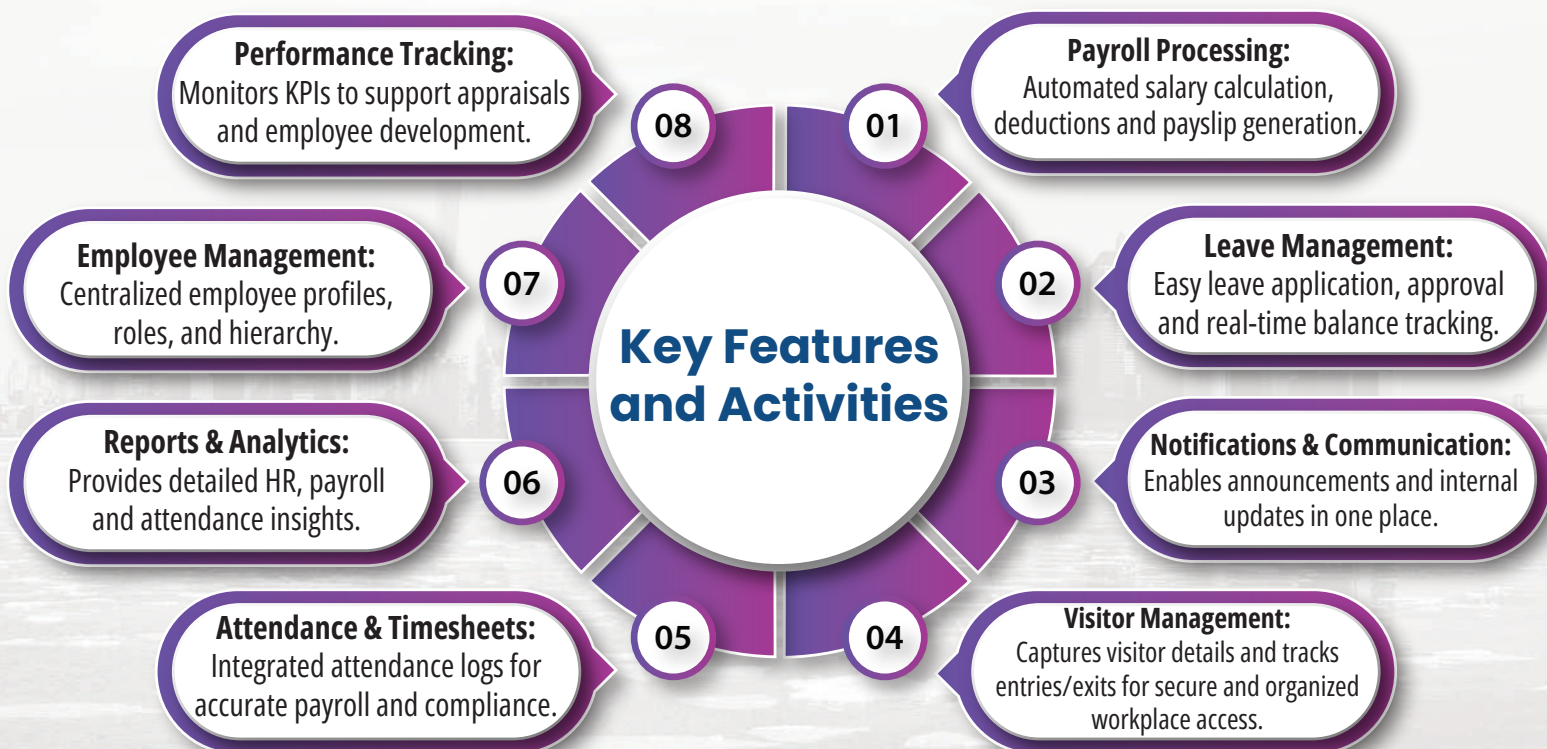 Key Features
and Activities
01
Payroll Processing:
Automated salary calculation,
deductions and payslip generation.
02
Leave Management:
Easy leave application, approval
and real-time balance tracking.
03
Notifications & Communication:
Enables announcements and internal
updates in one place.
04
Visitor Management:
Captures visitor details and tracks
entries/exits for secure and organized
workplace access.
05
Attendance & Timesheets:
Integrated attendance logs for
accurate payroll and compliance.
06
Reports & Analytics:
Provides detailed HR, payroll
and attendance insights.
07
Employee Management:
Centralized employee profiles,
roles, and hierarchy.
08
Performance Tracking:
Monitors KPIs to support appraisals
and employee development.